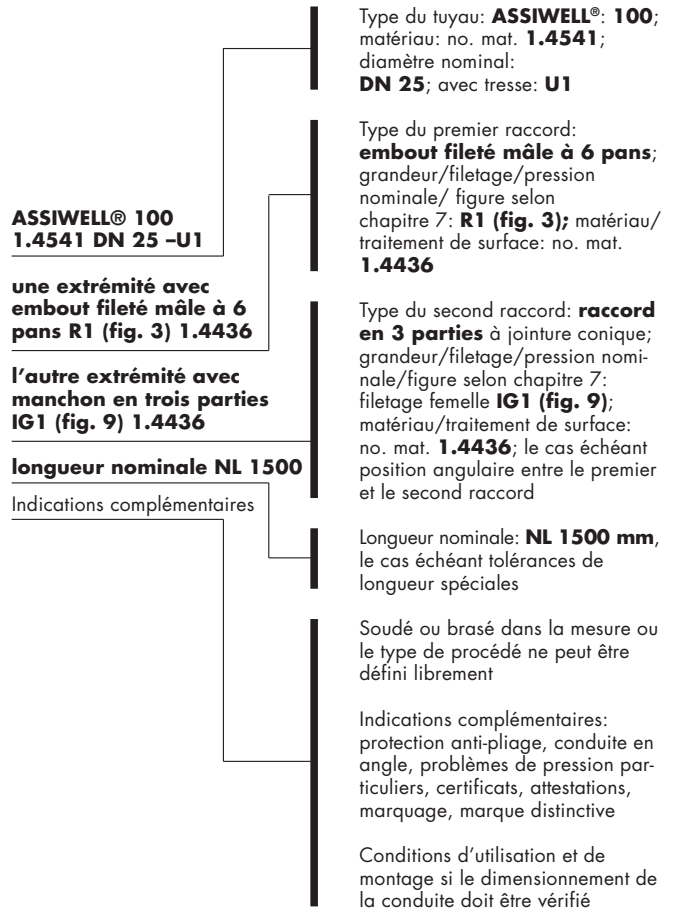 ASSIWELL® 100
1.4541 DN 25 –U1
une extrémité avec
embout fileté mâle à 6
pans R1 (fig. 3) 1.4436
l’autre extrémité avec
manchon en trois parties
IG1 (fig. 9) 1.4436
longueur nominale NL 1500
Indications complémentaires
Type du tuyau: ASSIWELL®: 100;
matériau: no. mat. 1.4541;
diamètre nominal:
DN 25; avec tresse: U1
Type du premier raccord:
embout fileté mâle à 6 pans;
grandeur/filetage/pression
nominale/ figure selon
chapitre 7: R1 (fig. 3); matériau/
traitement de surface: no. mat.
1.4436
Type du second raccord: raccord
en 3 parties à jointure conique;
grandeur/filetage/pression nomi-
nale/figure selon chapitre 7:
filetage femelle IG1 (fig. 9);
matériau/traitement de surface:
no. mat. 1.4436; le cas échéant
position angulaire entre le premier
et le second raccord
Longueur nominale: NL 1500 mm,
le cas échéant tolérances de
longueur spéciales
Soudé ou brasé dans la mesure ou
le type de procédé ne peut être
défini librement
Indications complémentaires:
protection anti-pliage, conduite en
angle, problèmes de pression par-
ticuliers, certificats, attestations,
marquage, marque distinctive
Conditions d’utilisation et de
montage si le dimensionnement de
la conduite doit être vérifié